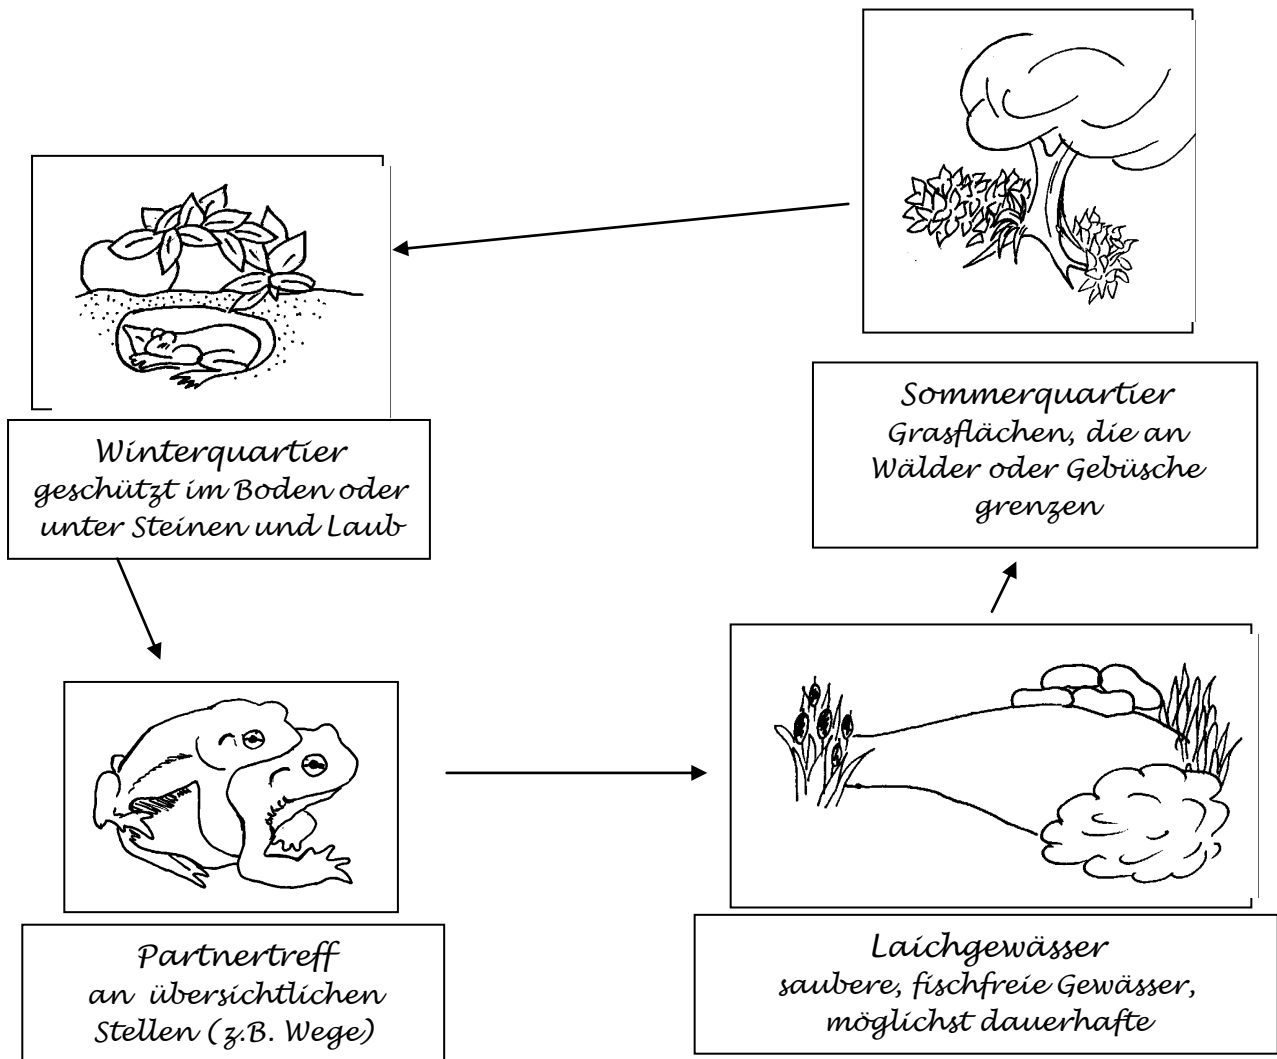 Sommerquartier
Grasflächen, die an
Wälder oder Gebüsche
grenzen
Winterquartier
geschützt im Boden oder
unter Steinen und Laub
Partnertreff
an übersichtlichen
Stellen (z.B. Wege)
Laichgewässer
saubere, fischfreie Gewässer,
möglichst dauerhafte